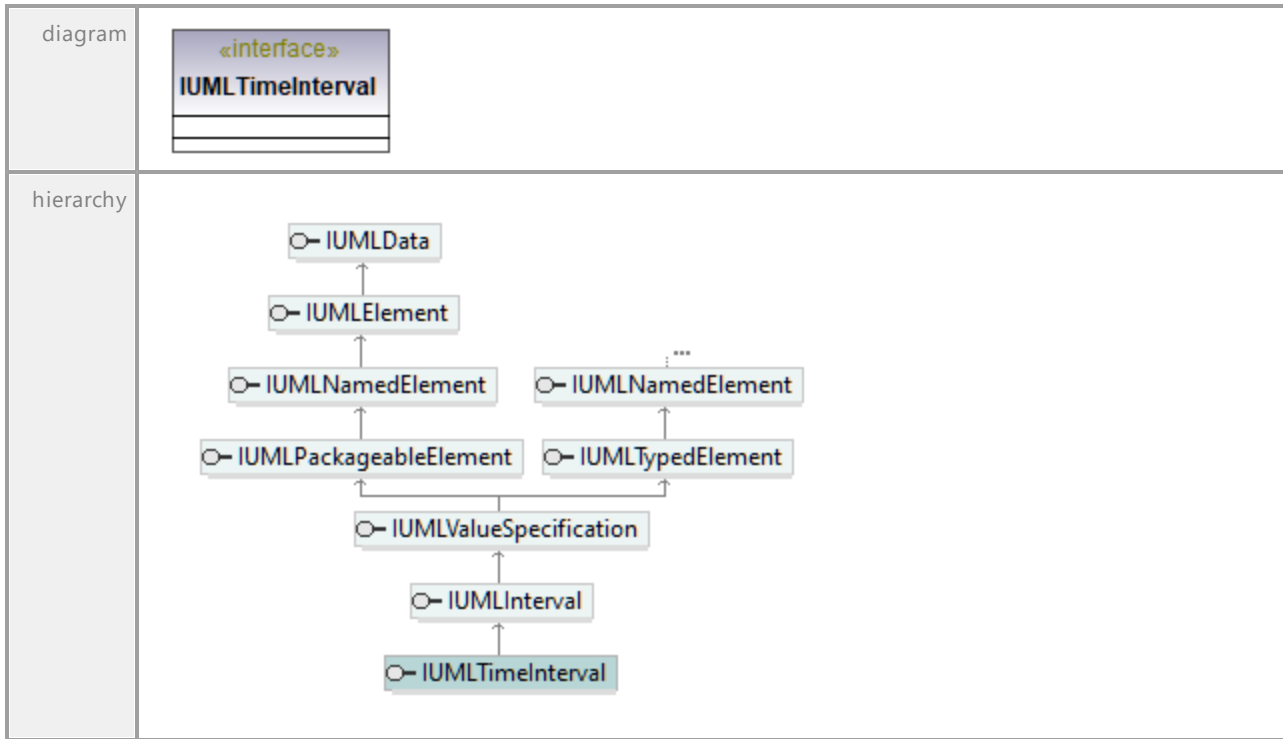 diagram
«interface»
IUMLTimeInterval
hierarchy
IUMLData
IUMLElement
...
IUMLNamedElement IUMLNamedElement
IUMLPackageableElement IUMLTypedElement
IUMLValueSpecification
IUMLInterval
IUMLTimeInterval